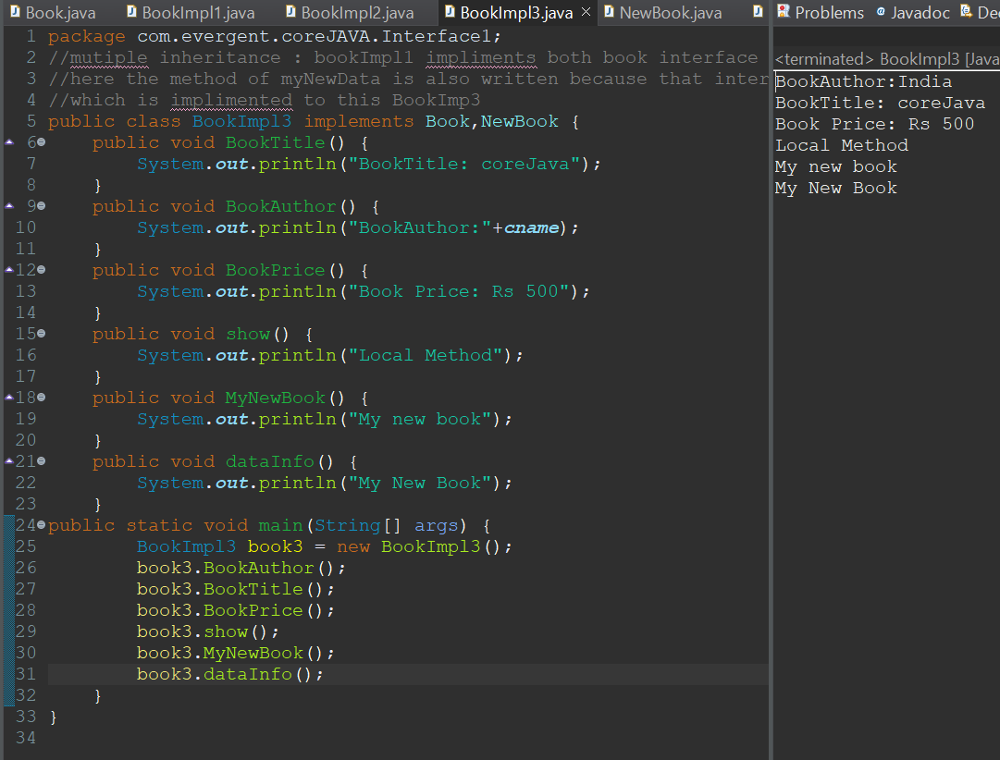 Book.java BookImpl1.java BookImpl2.java BookImpl3.java NewBook.java
1 package com.evergent.coreJAVA.Interface1;
2 //mutiple inheritance : bookImpl1 impliments both book interface
3 //here the method of myNewData is also written because that inter
4 //which is implimented to this BookImp3
5 public class BookImpl3 implements Book,NewBook {
6 public void BookTitle() {
7 System.out.println("BookTitle: coreJava");
8 }
9 public void BookAuthor() {
10 System.out.println("BookAuthor:"+cname);
11 }
12 public void BookPrice() {
13 System.out.println("Book Price: Rs 500");
14 }
15 public void show() {
16 System.out.println("Local Method");
17 }
18 public void MyNewBook() {
19 System.out.println("My new book");
20 }
21 public void dataInfo() {
22 System.out.println("My New Book");
23 }
24 public static void main(String[] args) {
25 BookImpl3 book3 = new BookImpl3();
26 book3.BookAuthor();
27 book3.BookTitle();
28 book3.BookPrice();
29 book3.show();
30 book3.MyNewBook();
31 book3.dataInfo();
32 }
33 }
34
Problems @ Javadoc De
<terminated> BookImpl3 [Java
BookAuthor:India
BookTitle: coreJava
Book Price: Rs 500
Local Method
My new book
My New Book